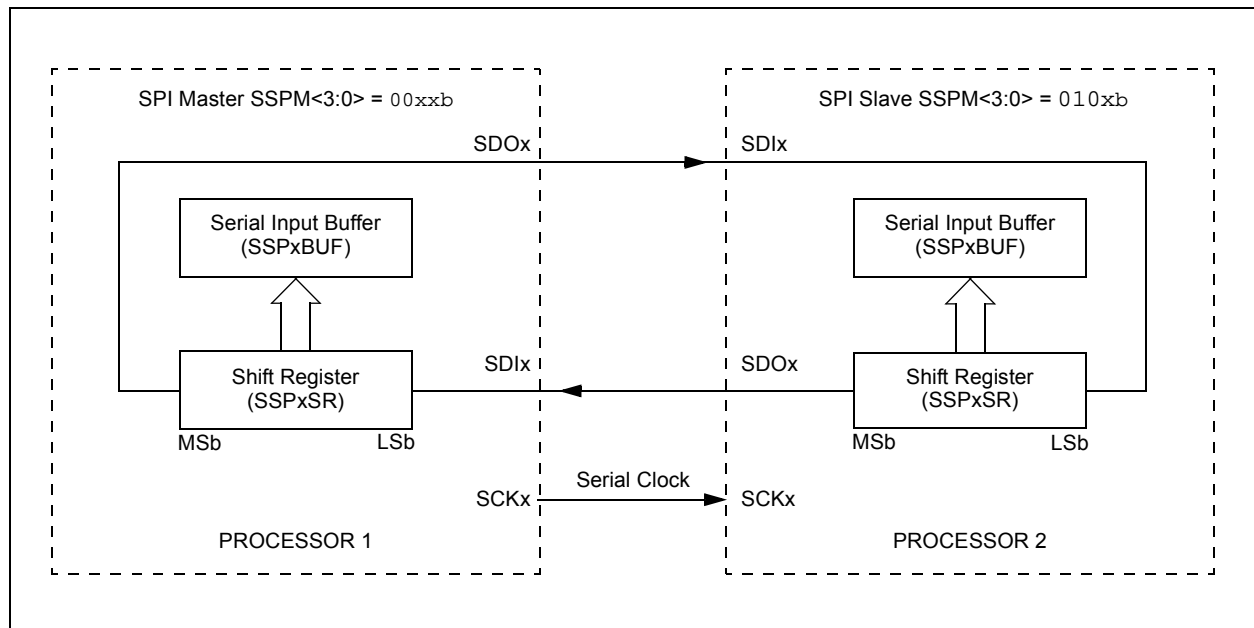 SPI Master SSPM<3:0> = 00xxb
SPI Slave SSPM<3:0> = 010xb
SDOx
SDIx
Serial Input Buffer
(SSPxBUF)
Serial Input Buffer
(SSPxBUF)
SDIx
SDOx
Shift Register
(SSPxSR)
Shift Register
(SSPxSR)
MSb
LSb
MSb
LSb
Serial Clock
SCKx
SCKx
PROCESSOR 1
PROCESSOR 2